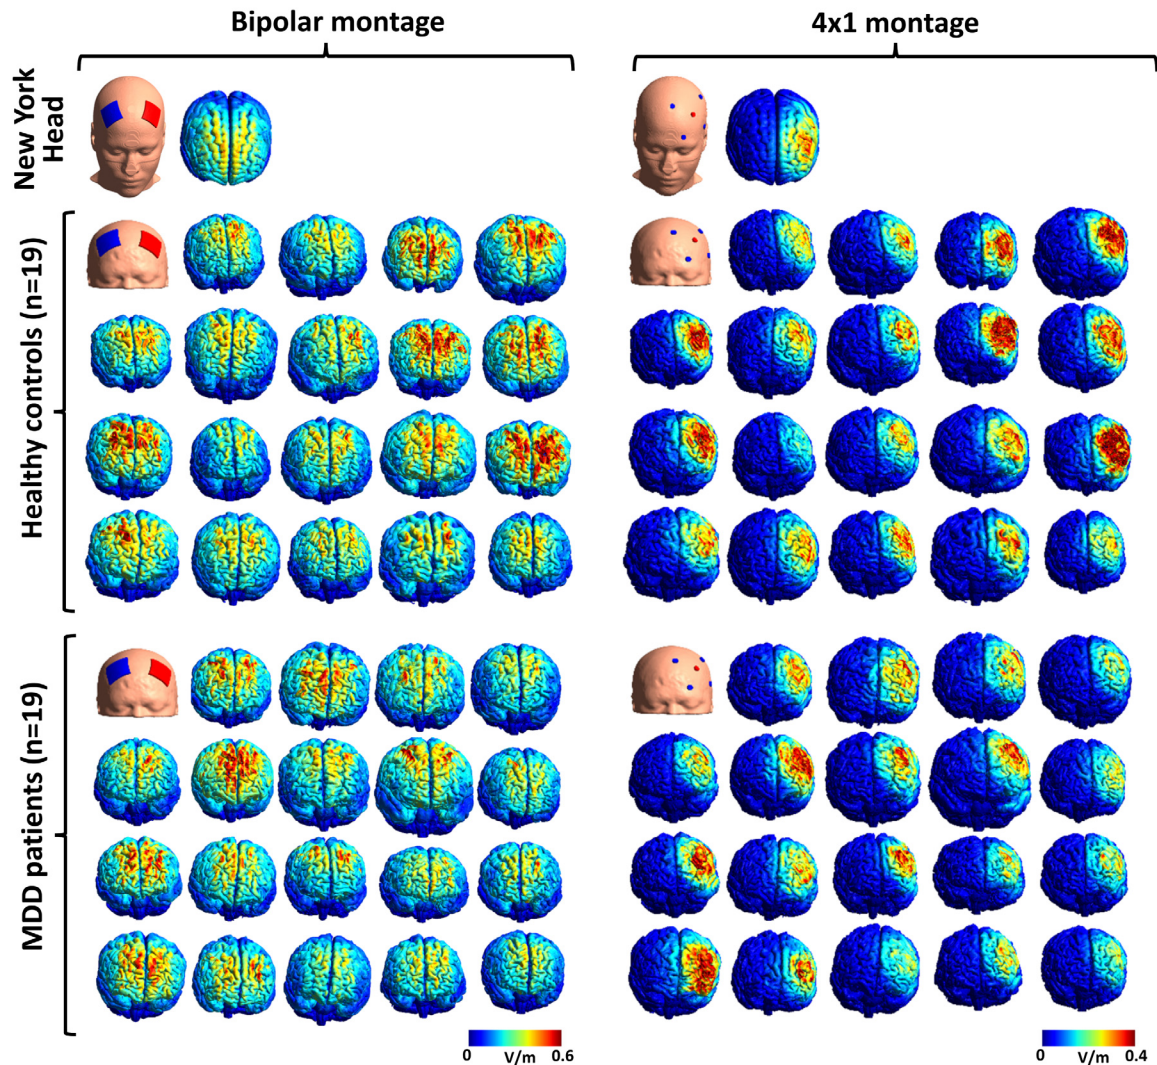 Bipolar montage
4x1 montage
New York
Head
Healthy controls (n=19)
MDD patients (n=19)
0 V/m 0.6
0 V/m 0.4